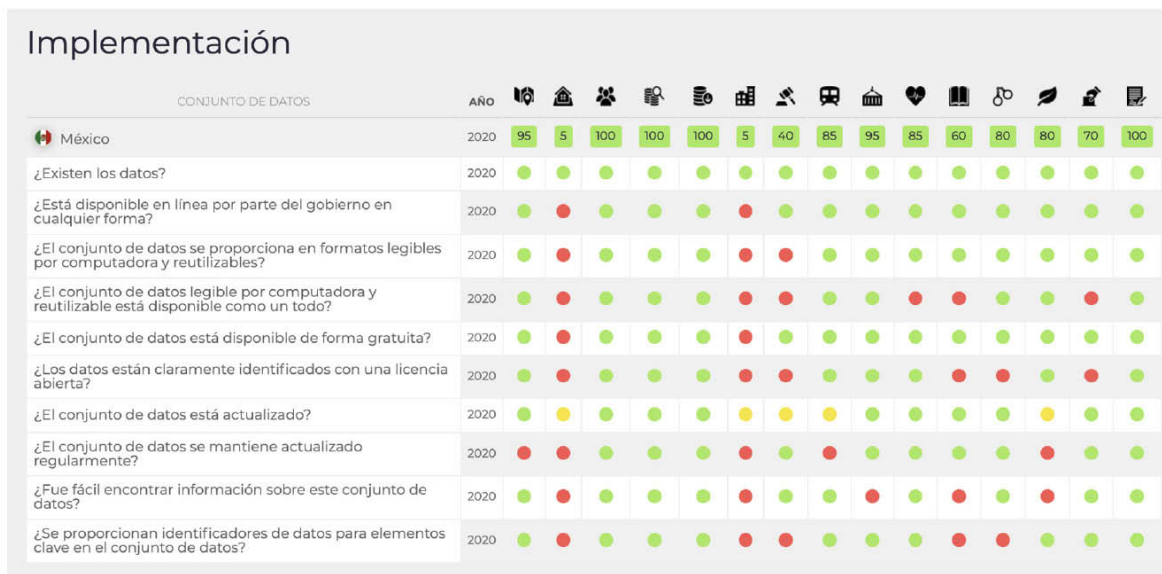 Implementación
CONJUNTO DE DATOS AÑO
México 2020 95 5 100 100 100 5 40 85 95 85 60 80 80 70 100
¿Existen los datos? 2020
¿Está disponible en línea por parte del gobierno en
cualquier forma? 2020
¿El conjunto de datos se proporciona en formatos legibles
por computadora y reutilizables? 2020
¿El conjunto de datos legible por computadora y
reutilizable está disponible como un todo? 2020
¿El conjunto de datos está disponible de forma gratuita? 2020
¿Los datos están claramente identificados con una licencia
abierta? 2020
¿El conjunto de datos está actualizado? 2020
¿El conjunto de datos se mantiene actualizado
regularmente? 2020
¿Fue fácil encontrar información sobre este conjunto de
datos? 2020
¿Se proporcionan identificadores de datos para elementos
clave en el conjunto de datos? 2020